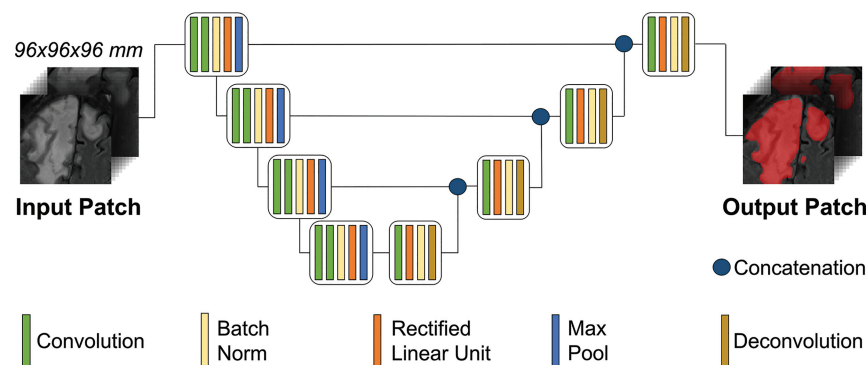 96x96x96 mm
Input Patch
Output Patch
Concatenation
Convolution
Batch
Norm
Rectified
Linear Unit
Max
Pool
Deconvolution